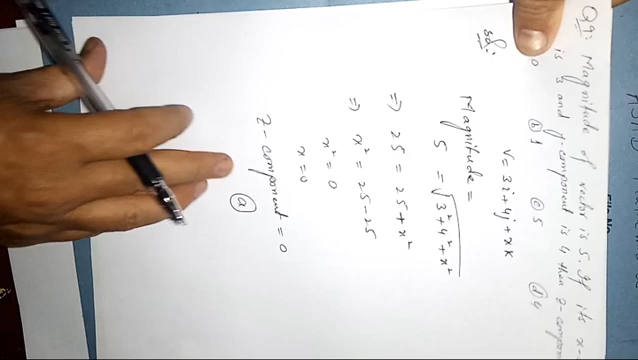 Q9: Magnitude of vector is 5. If its x-
is 3 and y-component is 4 then z-component
0 (b) 1 (c) 5 (d) 4
Sol:
V = 3i + 4j + xk
Magnitude =
5 = √3² + 4² + x²
⇒ 25 = 25 + x²
⇒ x² = 25 - 25
x² = 0
x = 0
Z-component = 0
(a)